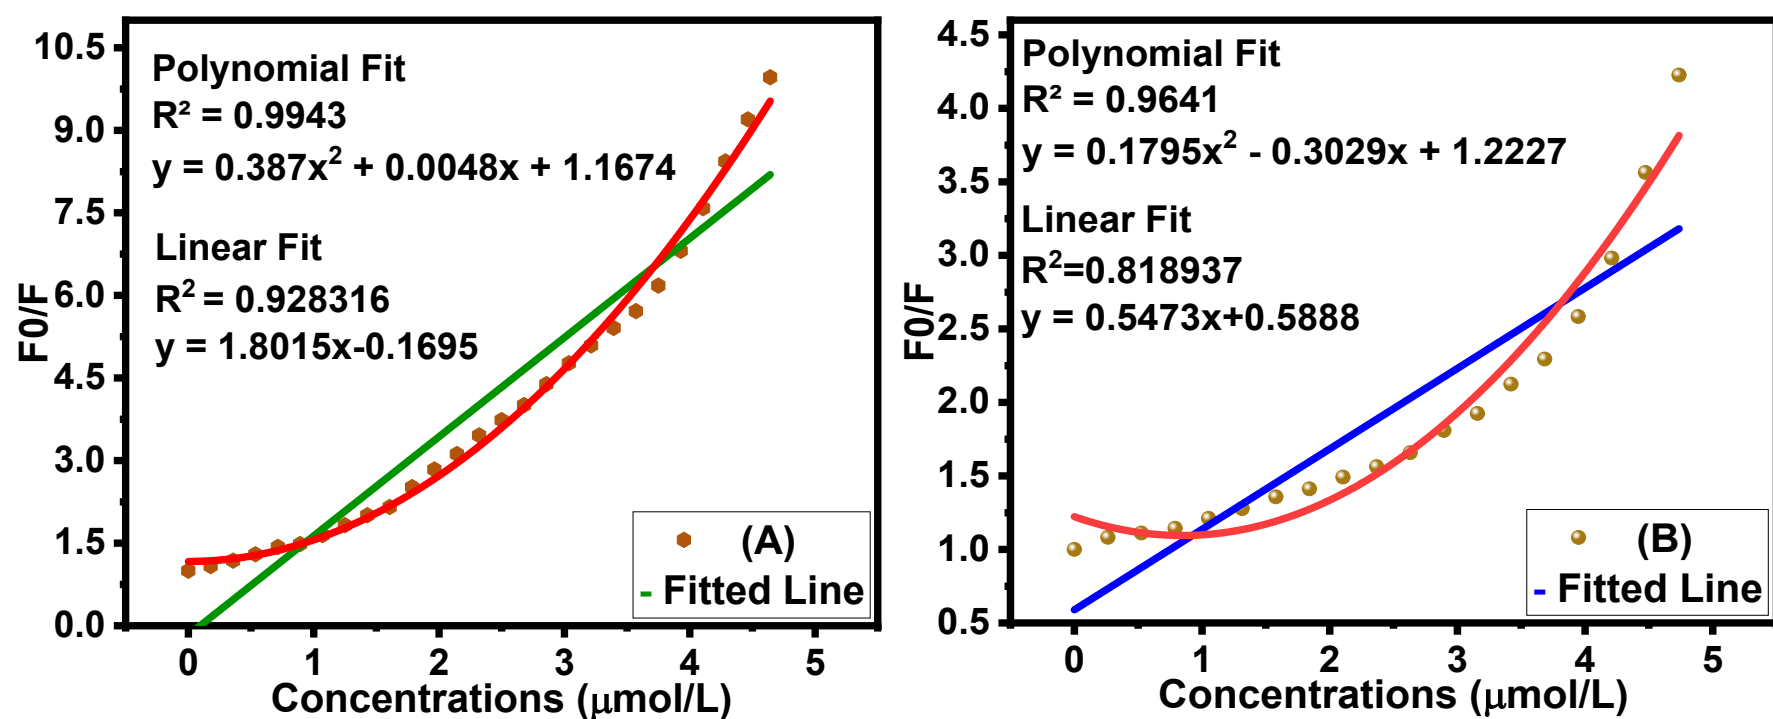 10.5
9.0
7.5
6.0
4.5
3.0
1.5
0.0
F0/F
Polynomial Fit
R² = 0.9943
y = 0.387x² + 0.0048x + 1.1674
Linear Fit
R² = 0.928316
y = 1.8015x-0.1695
(A)
- Fitted Line
0 1 2 3 4 5
Concentrations (μmol/L)
4.5
4.0
3.5
3.0
2.5
2.0
1.5
1.0
0.5
F0/F
Polynomial Fit
R² = 0.9641
y = 0.1795x² - 0.3029x + 1.2227
Linear Fit
R²=0.818937
y = 0.5473x+0.5888
(B)
- Fitted Line
0 1 2 3 4 5
Concentrations (μmol/L)